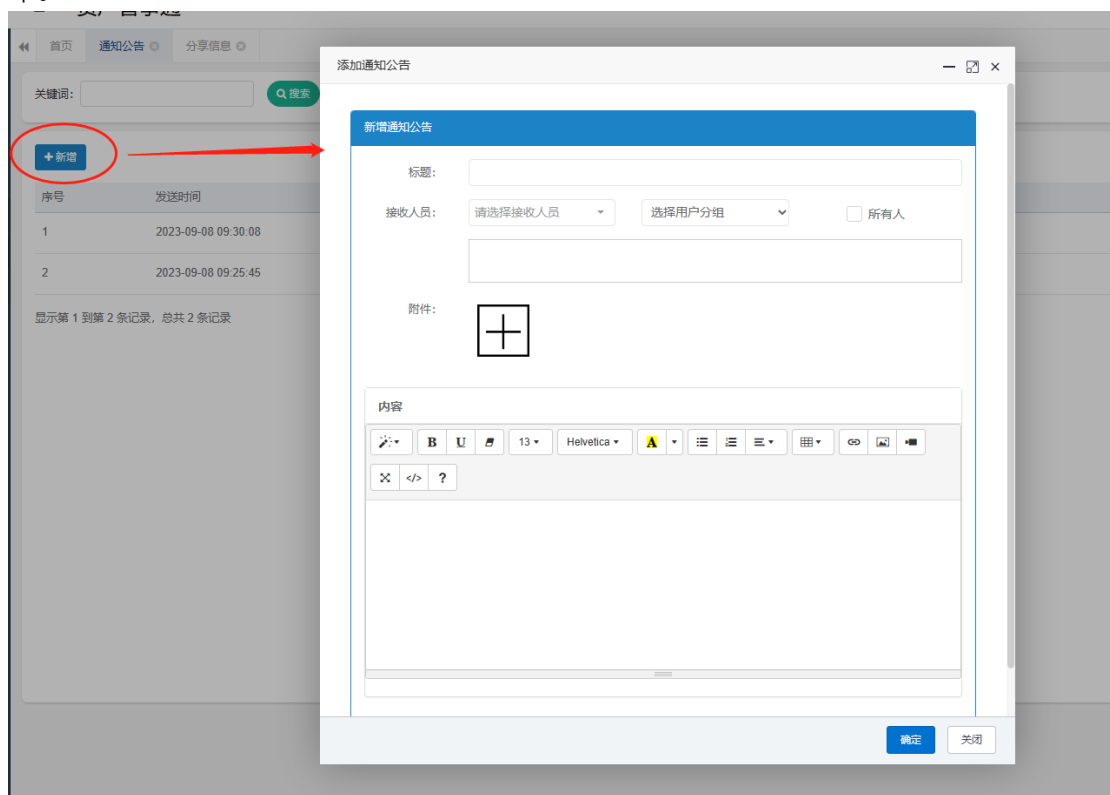 首页 通知公告 分享信息
添加通知公告
关键词: 搜索
新增通知公告
新增
标题:
序号 发送时间
接收人员: 请选择接收人员 选择用户分组 所有人
1 2023-09-08 09:30:08
2 2023-09-08 09:25:45
附件:
显示第 1 到第 2 条记录，总共 2 条记录
内容
B U 13 Helvetica A
</> ?
确定 关闭